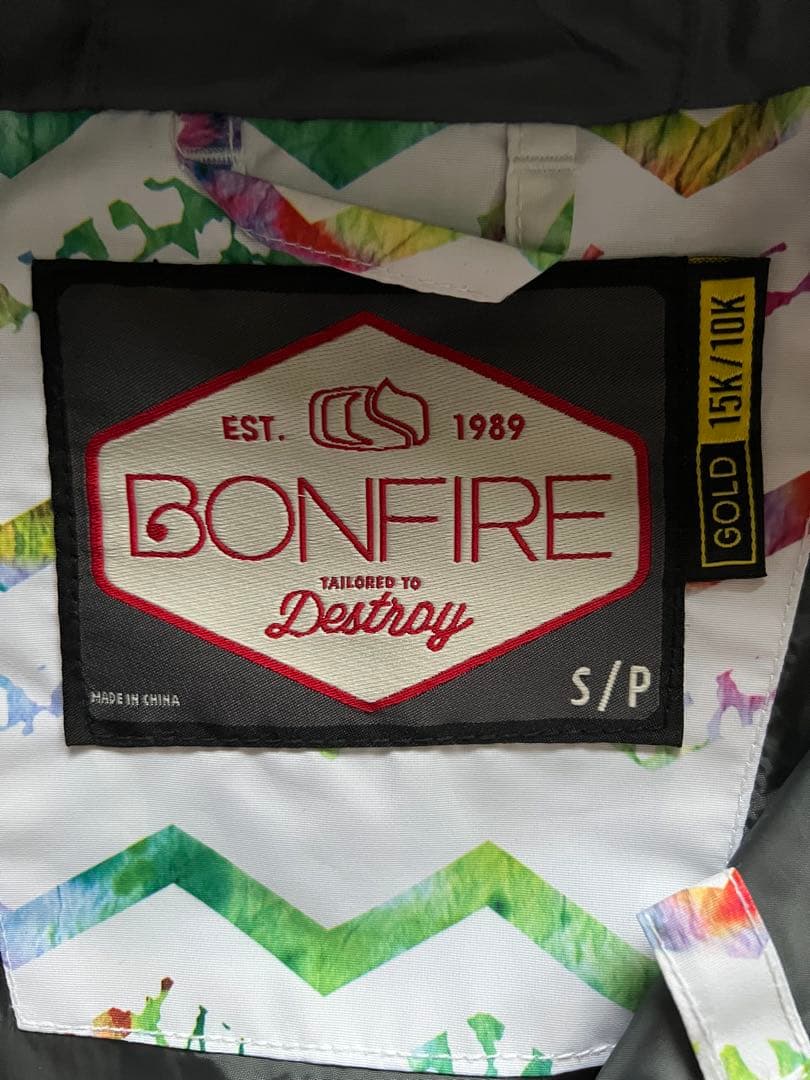 EST. 1989
BONFIRE
TAILORED TO
Destroy
MADE IN CHINA
S/P
GOLD 15K/10K